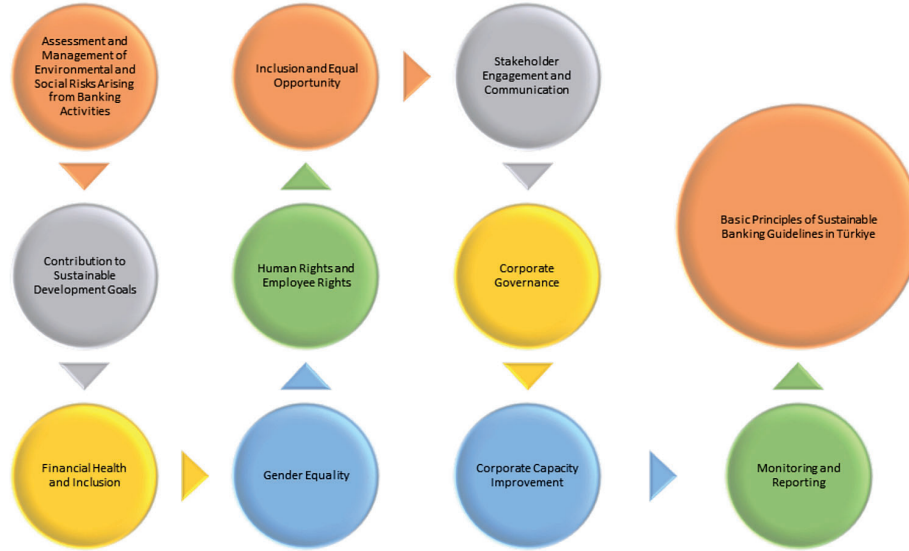 Assessment and
Management of
Environmental and
Social Risks Arising
from Banking
Activities
Contribution to
Sustainable
Development Goals
Financial Health
and Inclusion
Gender Equality
Human Rights and
Employee Rights
Inclusion and Equal
Opportunity
Stakeholder
Engagement and
Communication
Corporate
Governance
Corporate Capacity
Improvement
Monitoring and
Reporting
Basic Principles of Sustainable
Banking Guidelines in Türkiye